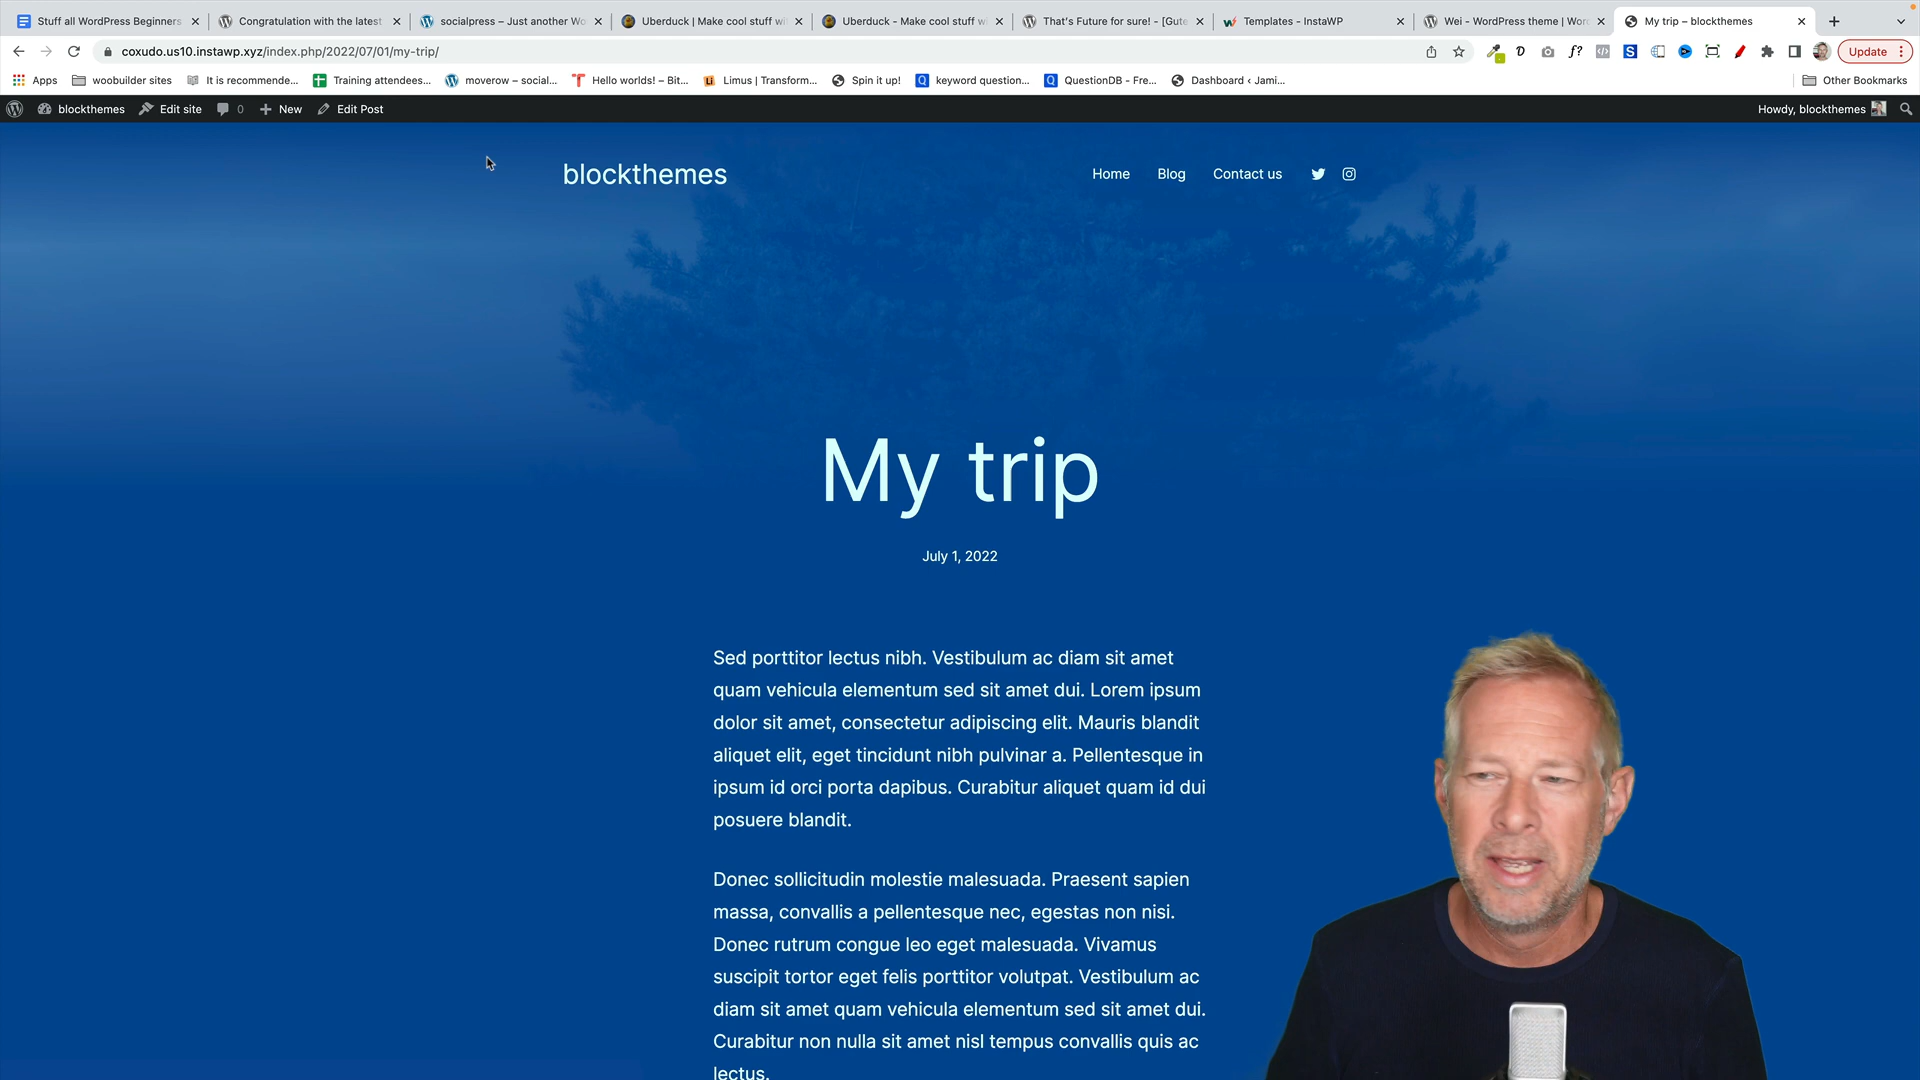 Stuff all WordPress Beginners
Congratulation with the latest
socialpress – Just another Wo
Uberduck | Make cool stuff wi
Uberduck - Make cool stuff w
That's Future for sure! - [Gute
Templates - InstaWP
Wei - WordPress theme | Wor
My trip – blockthemes
coxudo.us10.instawp.xyz/index.php/2022/07/01/my-trip/
Update
Apps
woobuilder sites
It is recommende...
Training attendees...
moverow – social...
Hello worlds! – Bit...
Limus | Transform...
Spin it up!
keyword question...
QuestionDB - Fre...
Dashboard ‹ Jami...
Other Bookmarks
blockthemes
Edit site
0
New
Edit Post
Howdy, blockthemes
blockthemes
Home
Blog
Contact us
My trip
July 1, 2022
Sed porttitor lectus nibh. Vestibulum ac diam sit amet
quam vehicula elementum sed sit amet dui. Lorem ipsum
dolor sit amet, consectetur adipiscing elit. Mauris blandit
aliquet elit, eget tincidunt nibh pulvinar a. Pellentesque in
ipsum id orci porta dapibus. Curabitur aliquet quam id dui
posuere blandit.
Donec sollicitudin molestie malesuada. Praesent sapien
massa, convallis a pellentesque nec, egestas non nisi.
Donec rutrum congue leo eget malesuada. Vivamus
suscipit tortor eget felis porttitor volutpat. Vestibulum ac
diam sit amet quam vehicula elementum sed sit amet dui.
Curabitur non nulla sit amet nisl tempus convallis quis ac
lectus.